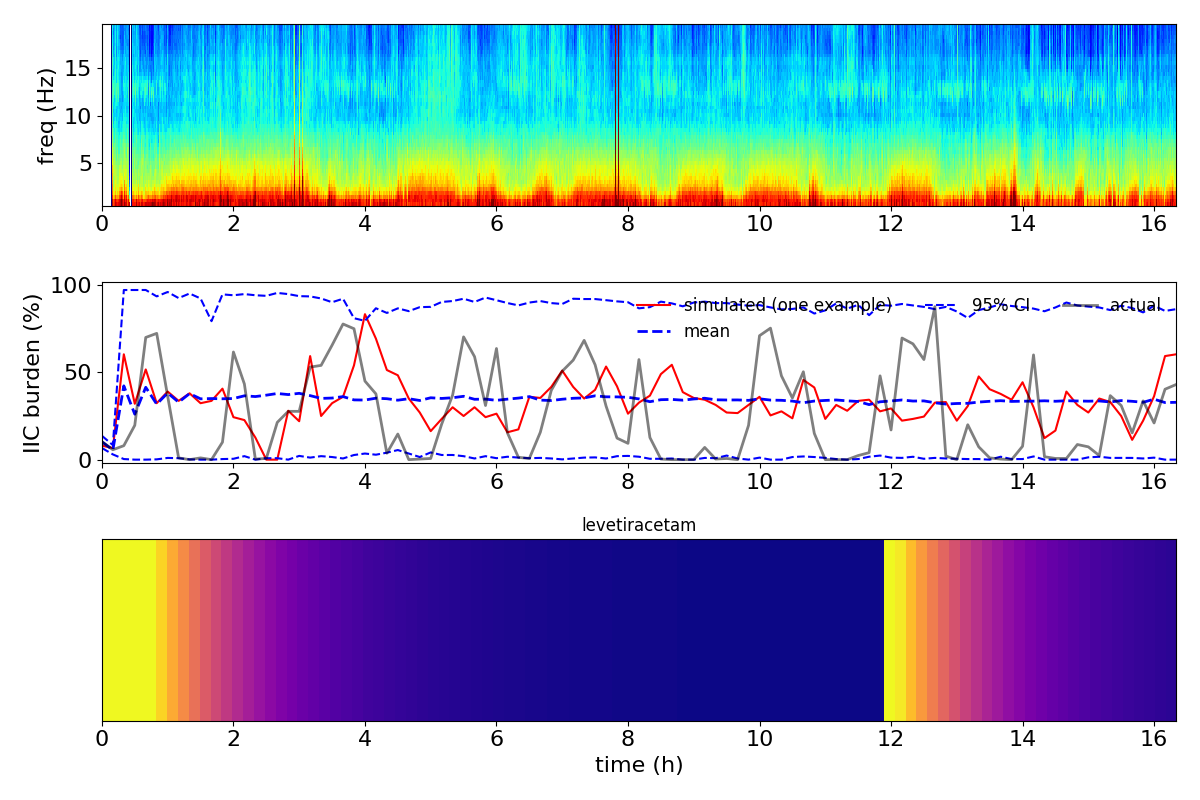 freq (Hz)
15
10
5
0 2 4 6 8 10 12 14 16
IIC burden (%)
100
50
0
simulated (one example) 95% CI actual
mean
0 2 4 6 8 10 12 14 16
levetiracetam
0 2 4 6 8 10 12 14 16
time (h)